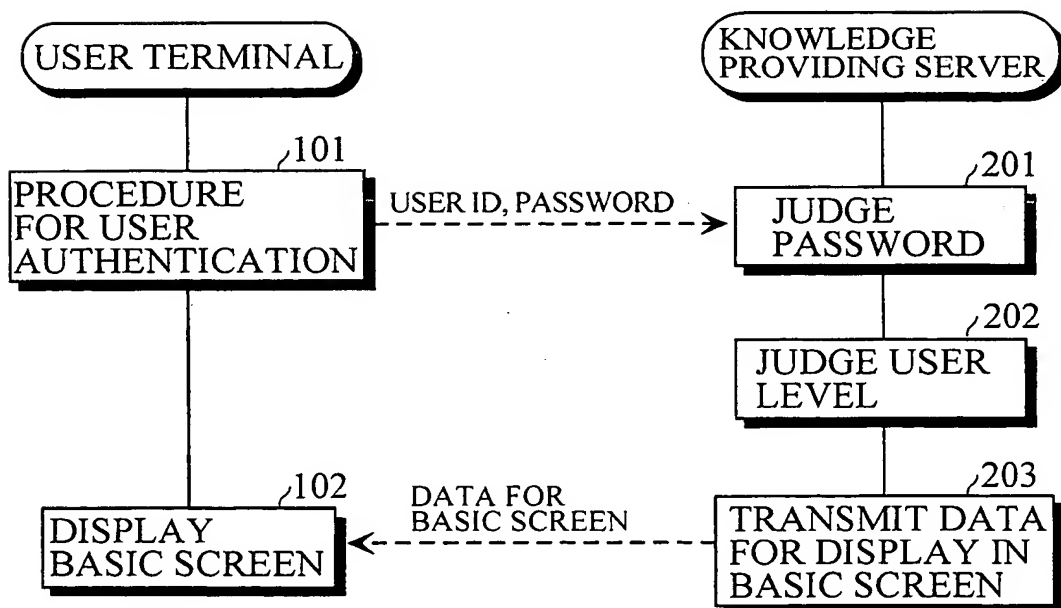 USER TERMINAL
KNOWLEDGE
PROVIDING SERVER
101
PROCEDURE
FOR USER
AUTHENTICATION
USER ID, PASSWORD
201
JUDGE
PASSWORD
202
JUDGE USER
LEVEL
102
DISPLAY
BASIC SCREEN
DATA FOR
BASIC SCREEN
203
TRANSMIT DATA
FOR DISPLAY IN
BASIC SCREEN